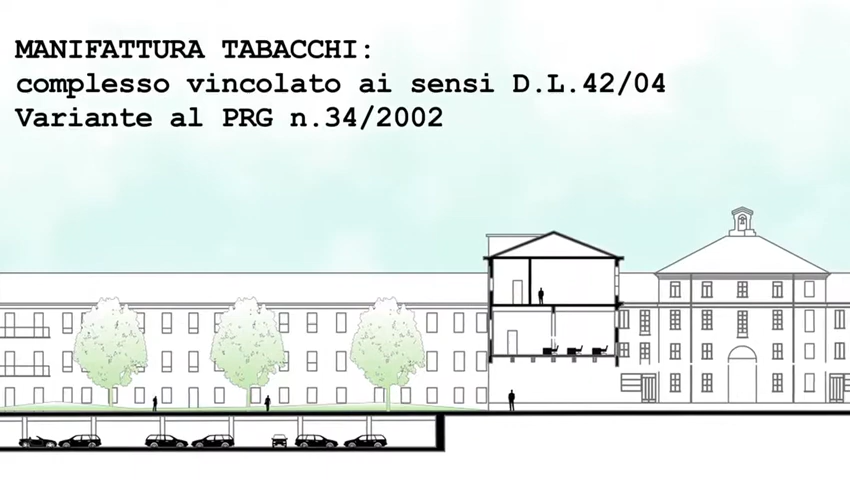 MANIFATTURA TABACCHI:
complesso vincolato ai sensi D.L.42/04
Variante al PRG n.34/2002